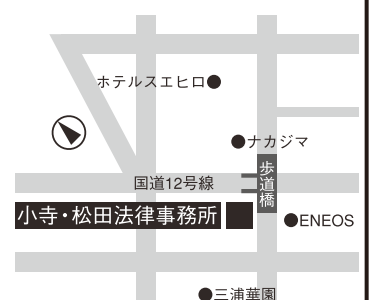 ホテルスエヒロ●
●ナカジマ
歩道橋
国道12号線
小寺・松田法律事務所
●ENEOS
●三浦華園